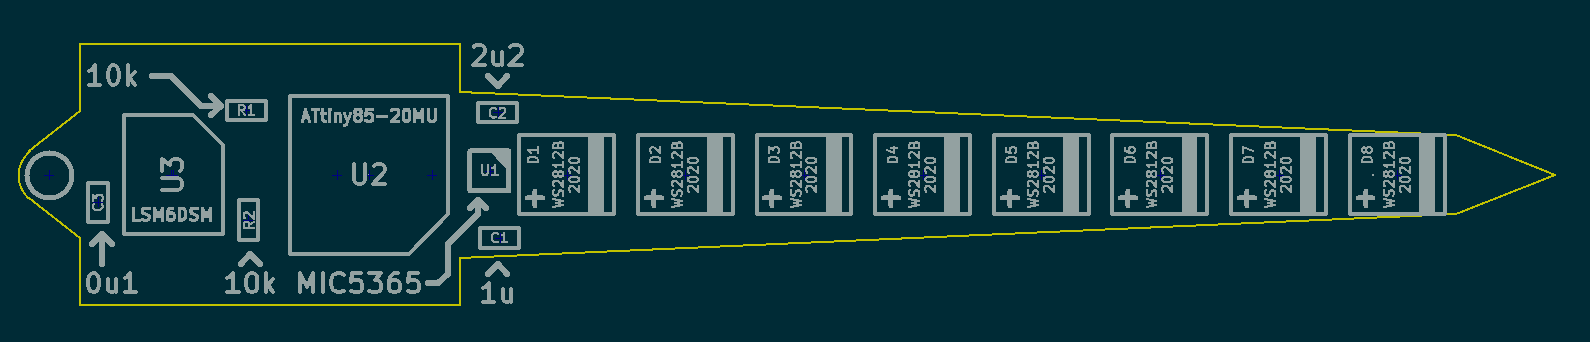 2u2
10k
R1
ATtiny85-20MU
C2
U3
U2
U1
LSM6DSM
C3
R2
C1
0u1
10k
MIC5365
1u
D1
WS2812B
2020
+
D2
WS2812B
2020
+
D3
WS2812B
2020
+
D4
WS2812B
2020
+
D5
WS2812B
2020
+
D6
WS2812B
2020
+
D7
WS2812B
2020
+
D8
WS2812B
2020
+